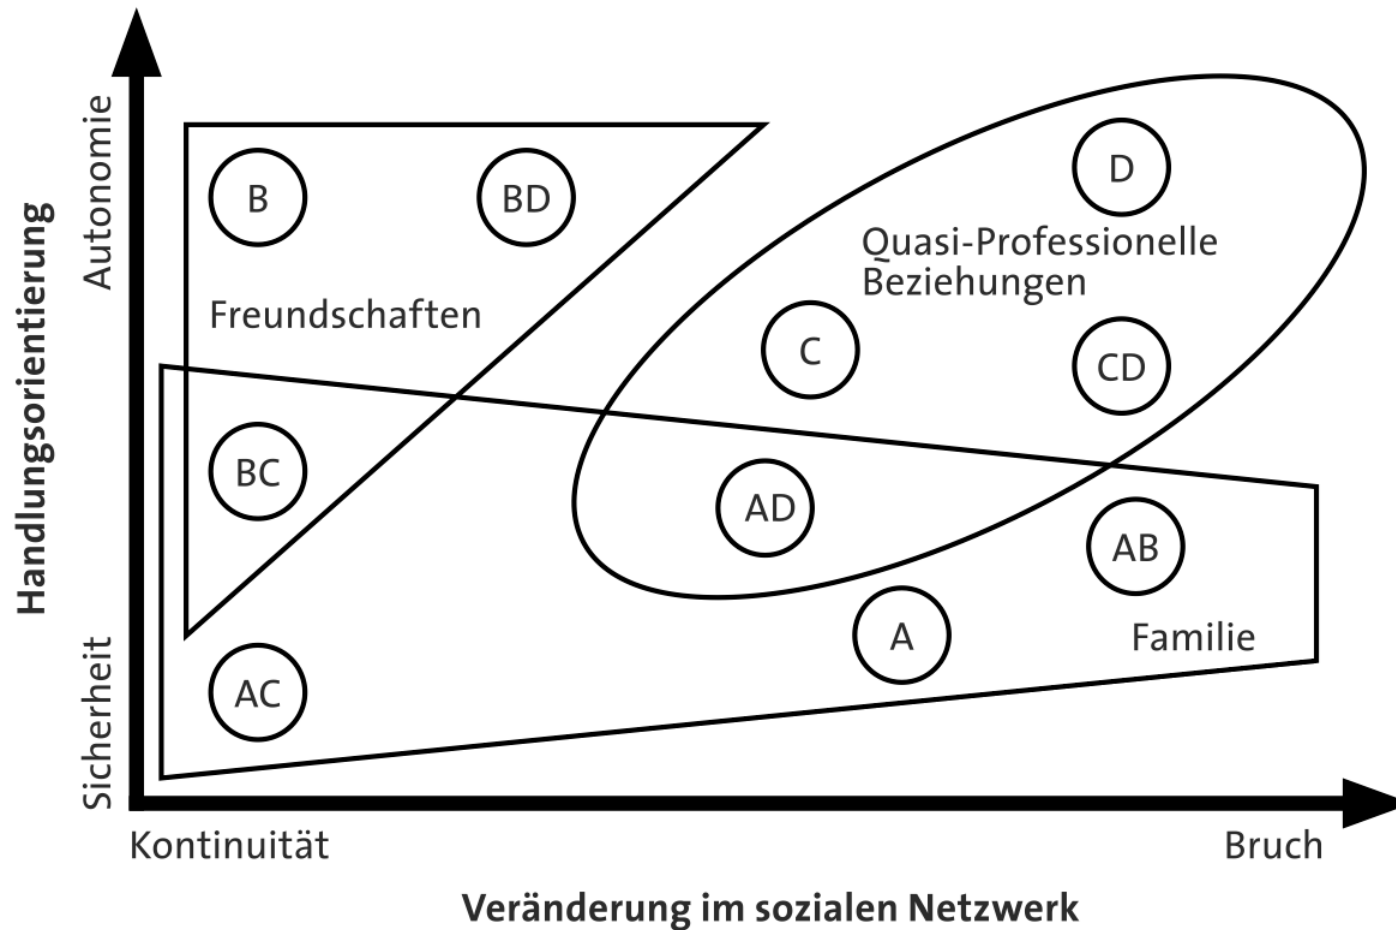 Handlungsorientierung
Autonomie
Sicherheit
B
BD
D
Quasi-Professionelle
Beziehungen
Freundschaften
C
CD
BC
AD
AB
A
Familie
AC
Kontinuität
Bruch
Veränderung im sozialen Netzwerk